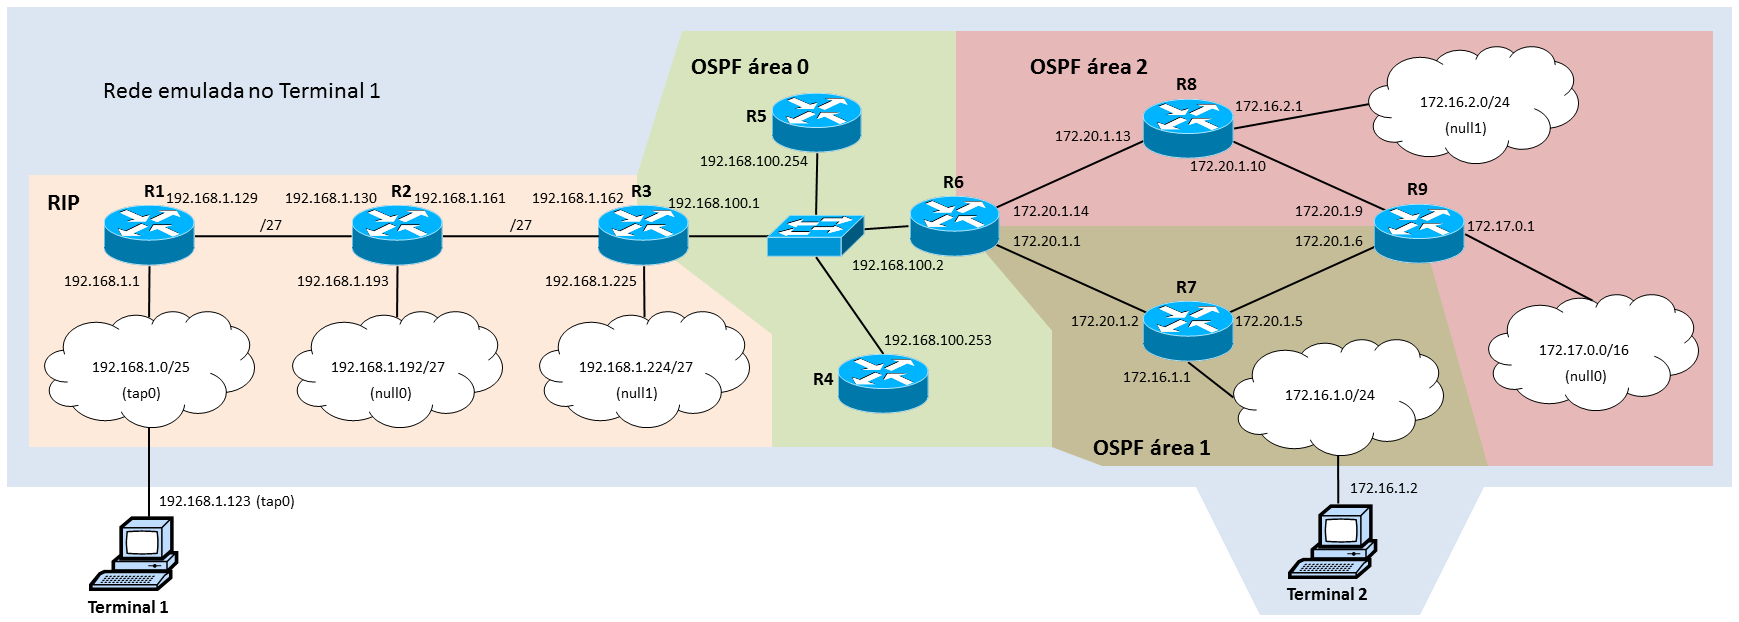 OSPF área 0
OSPF área 2
Rede emulada no Terminal 1
R5
R8
172.16.2.1
172.16.2.0/24
(null1)
172.20.1.13
192.168.100.254
172.20.1.10
RIP
R1
192.168.1.129
192.168.1.130
R2
192.168.1.161
192.168.1.162
R3
192.168.100.1
R6
R9
/27
/27
172.20.1.14
172.20.1.9
172.17.0.1
172.20.1.1
172.20.1.6
192.168.100.2
192.168.1.1
192.168.1.193
192.168.1.225
R7
172.20.1.2
172.20.1.5
192.168.100.253
172.17.0.0/16
(null0)
192.168.1.0/25
(tap0)
192.168.1.192/27
(null0)
192.168.1.224/27
(null1)
R4
172.16.1.1
172.16.1.0/24
OSPF área 1
172.16.1.2
192.168.1.123 (tap0)
Terminal 1
Terminal 2